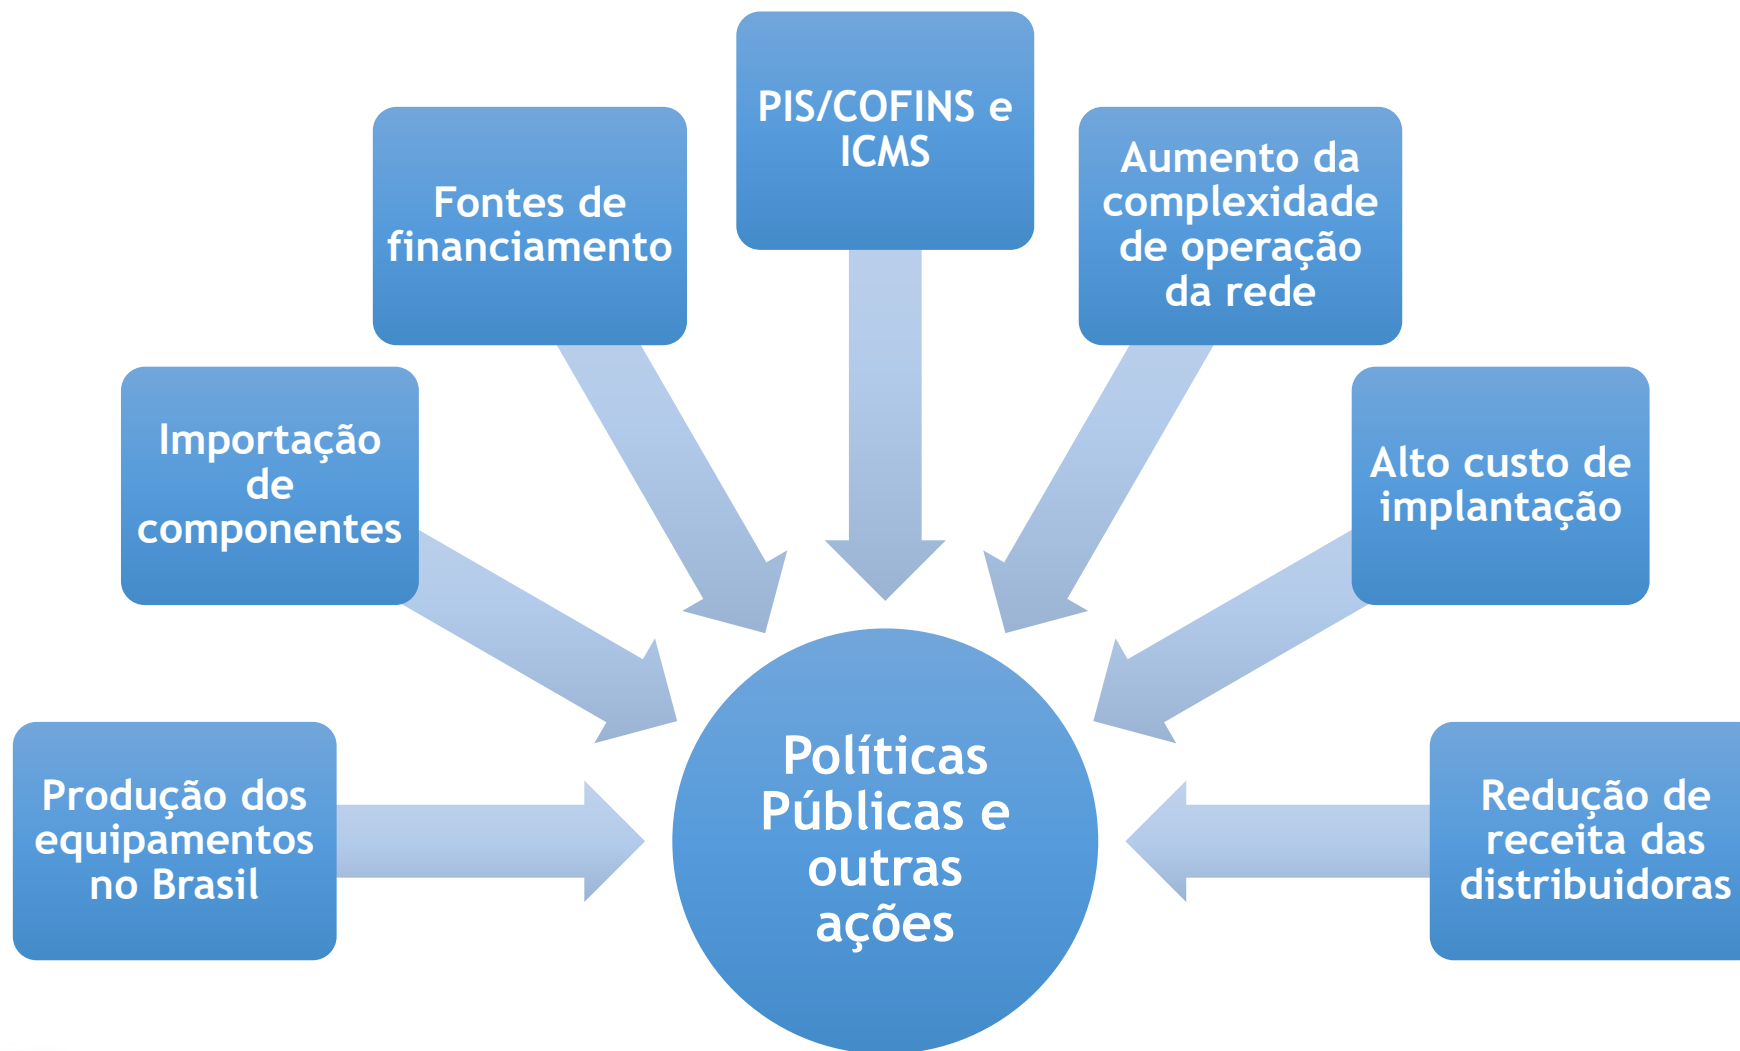 PIS/COFINS e
ICMS
Fontes de
financiamento
Aumento da
complexidade
de operação
da rede
Importação
de
componentes
Alto custo de
implantação
Produção dos
equipamentos
no Brasil
Políticas
Públicas e
outras
ações
Redução de
receita das
distribuidoras